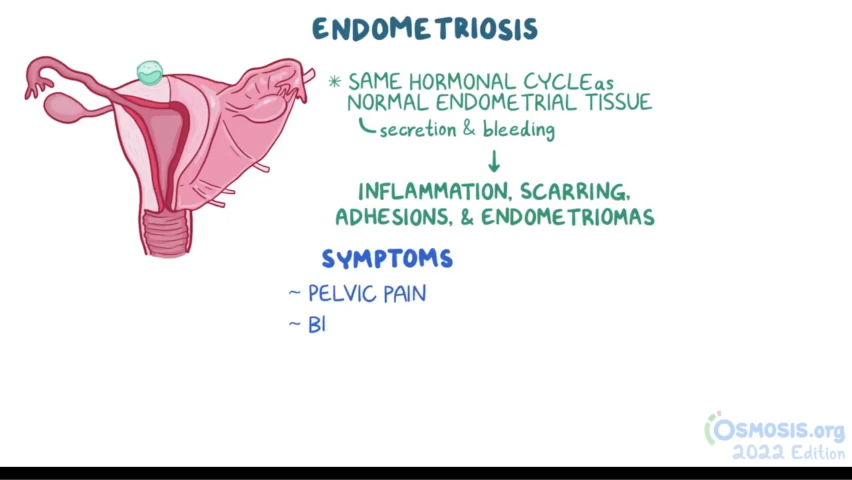 ENDOMETRIOSIS
* SAME HORMONAL CYCLE as
NORMAL ENDOMETRIAL TISSUE
secretion & bleeding
↓
INFLAMMATION, SCARRING,
ADHESIONS, & ENDOMETRIOMAS
SYMPTOMS
~ PELVIC PAIN
~ BI
OSMOSIS.org
2022 Edition